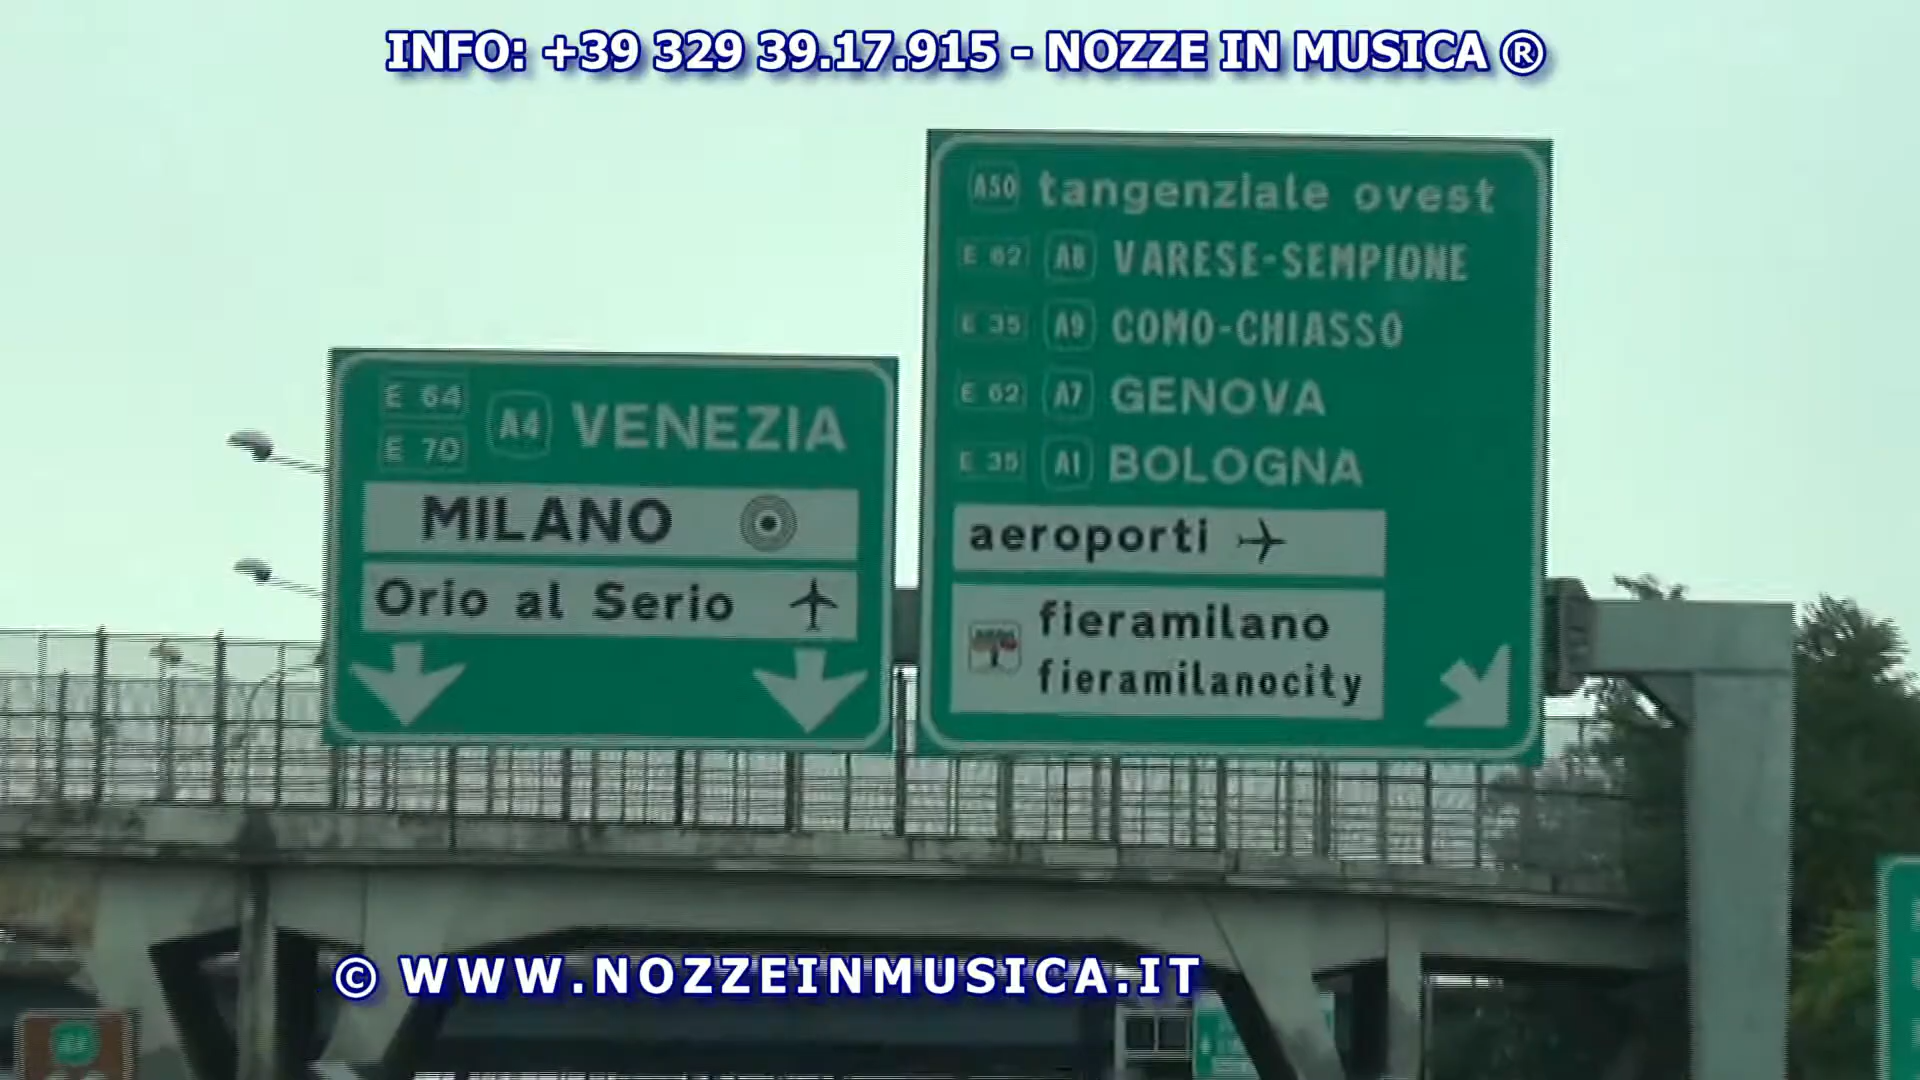 INFO: +39 329 39.17.915 - NOZZE IN MUSICA ®
E 64
E 70
A4 VENEZIA
MILANO
Orio al Serio
A50 tangenziale ovest
E 62 A8 VARESE-SEMPIONE
E 35 A9 COMO-CHIASSO
E 62 A7 GENOVA
E 35 A1 BOLOGNA
aeroporti
fieramilano
fieramilanocity
© WWW.NOZZEINMUSICA.IT